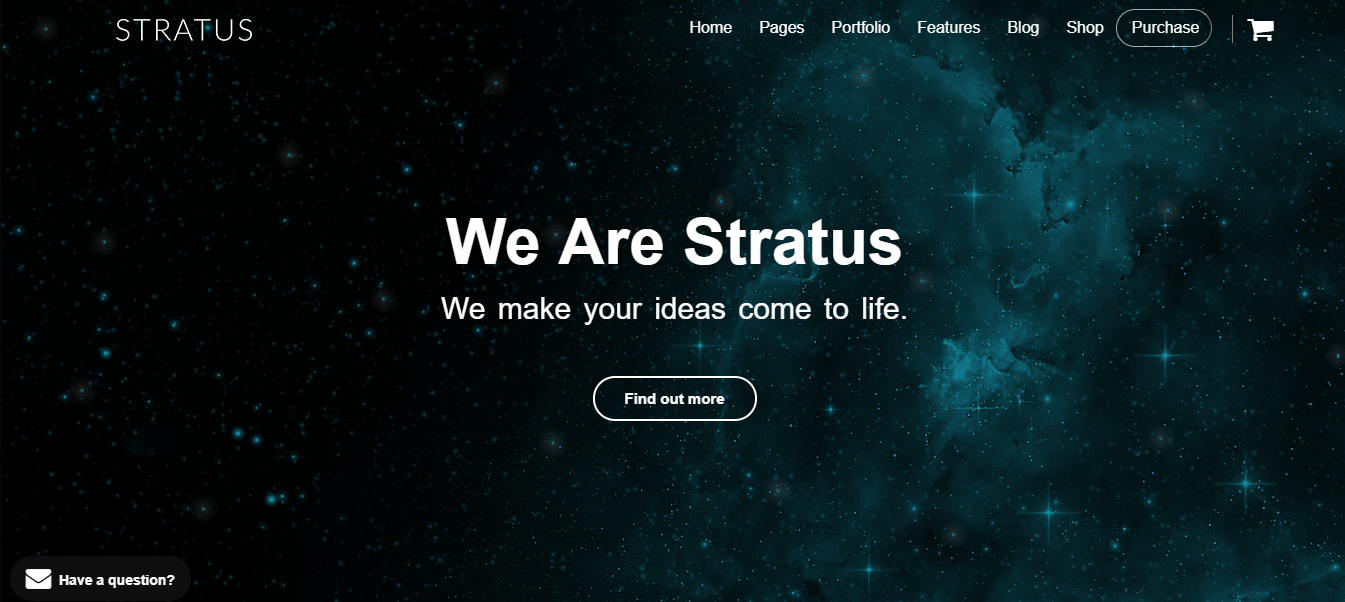 STRATUS
Home Pages Portfolio Features Blog Shop Purchase
We Are Stratus
We make your ideas come to life.
Find out more
Have a question?